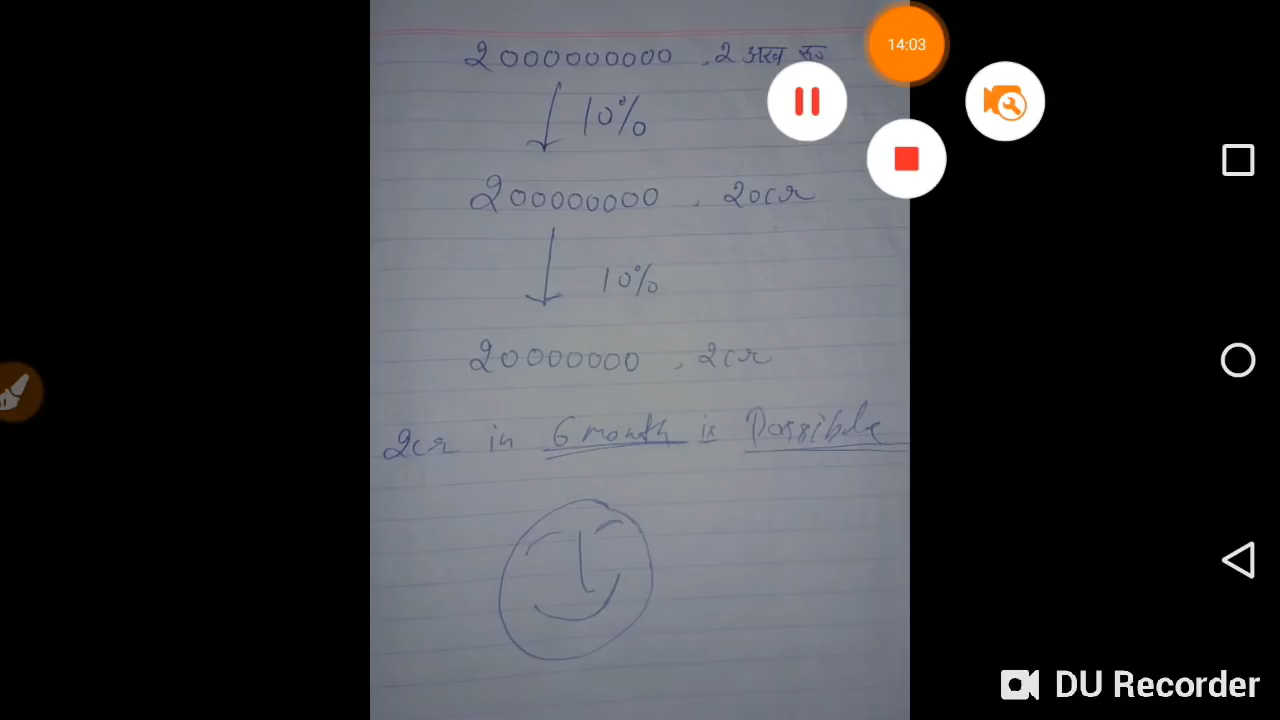 2000000000 , 2 अरब रू०
10%
200000000 , 20cr
10%
20000000 , 2cr
2cr in 6 month is Possible
14:03
DU Recorder